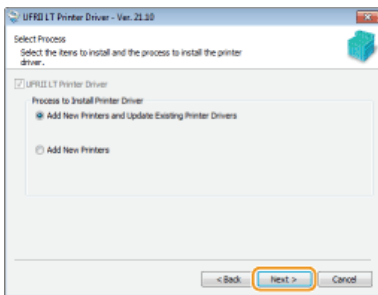 UFRII LT Printer Driver - Ver. 21.10
Select Process
Select the items to install and the process to install the printer
driver.
UFRII LT Printer Driver
Process to Install Printer Driver
Add New Printers and Update Existing Printer Drivers
Add New Printers
< Back Next > Cancel